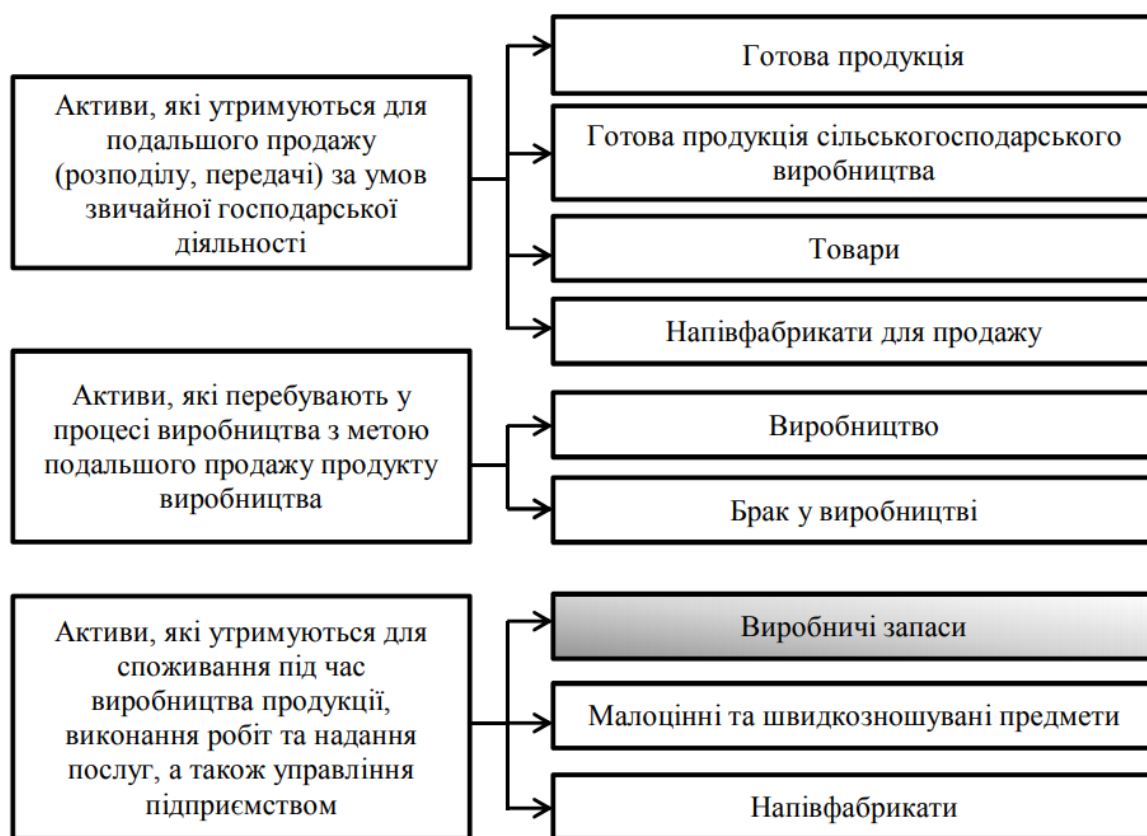 Активи, які утримуються для
подальшого продажу
(розподілу, передачі) за умов
звичайної господарської
діяльності
Готова продукція
Готова продукція сільськогосподарського
виробництва
Товари
Напівфабрикати для продажу
Активи, які перебувають у
процесі виробництва з метою
подальшого продажу продукту
виробництва
Виробництво
Брак у виробництві
Активи, які утримуються для
споживання під час
виробництва продукції,
виконання робіт та надання
послуг, а також управління
підприємством
Виробничі запаси
Малоцінні та швидкозношувані предмети
Напівфабрикати